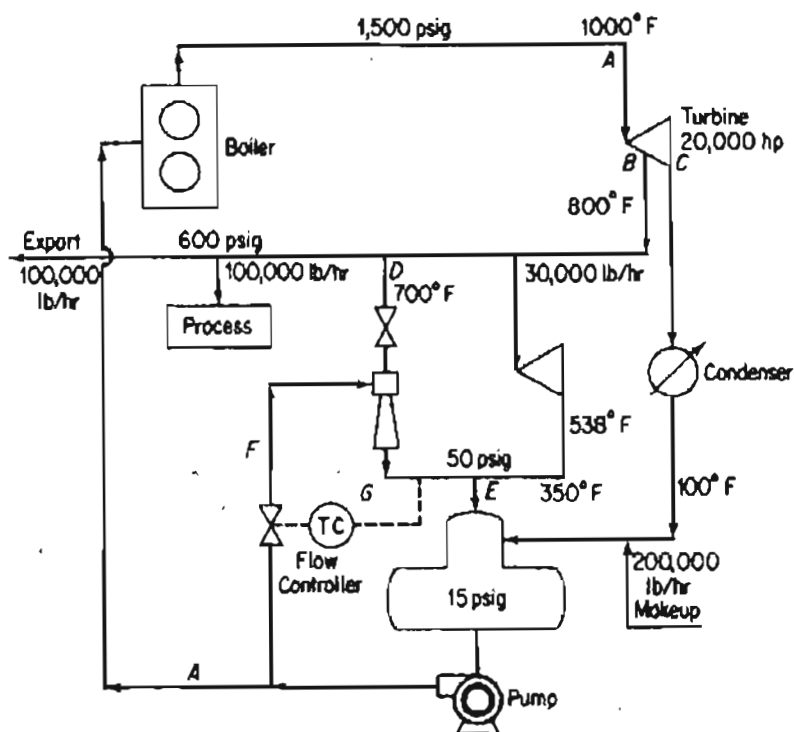 1,500 psig
1000° F
A
Turbine
20,000 hp
B
C
Boiler
800° F
Export
600 psig
100,000
lb/hr
100,000 lb/hr
D
700° F
30,000 lb/hr
Process
Condenser
538° F
F
50 psig
G
E
350° F
100° F
TC
Flow
Controller
200,000
lb/hr
Makeup
15 psig
A
Pump